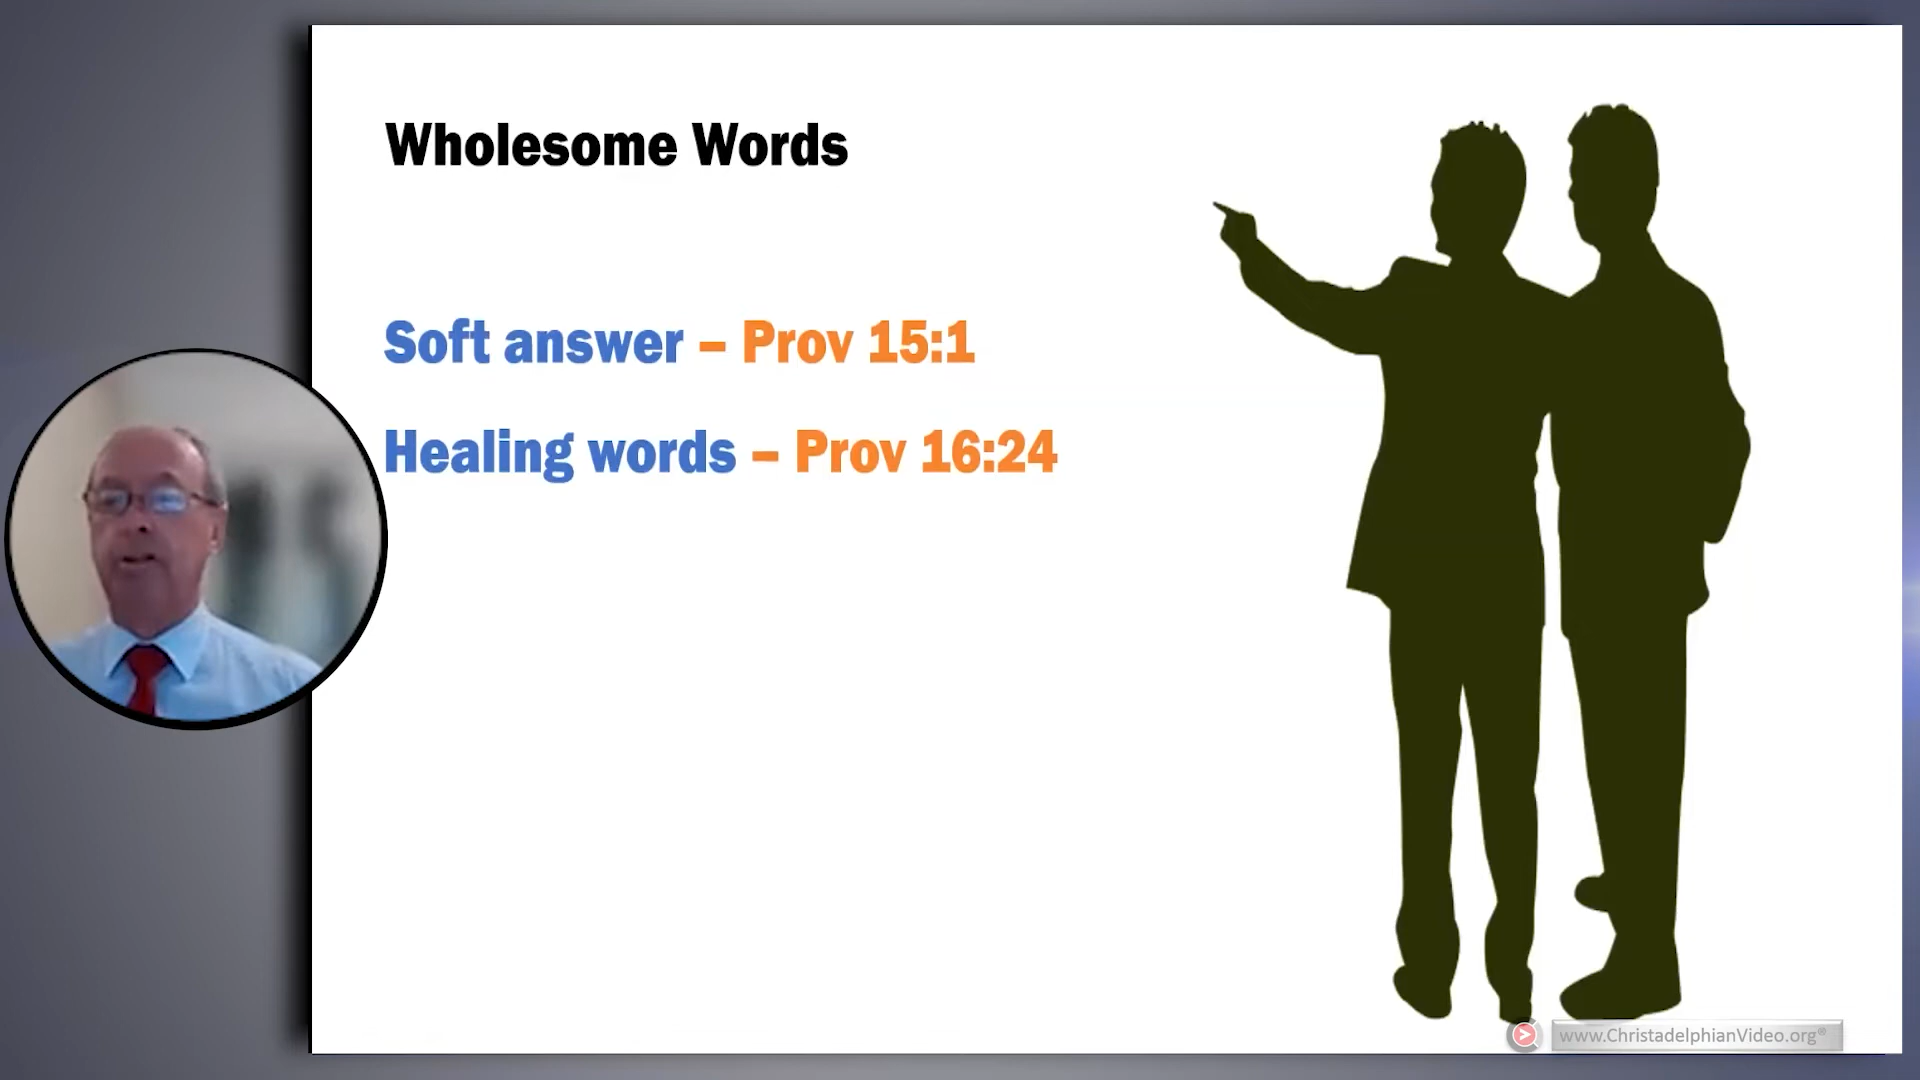 Wholesome Words
Soft answer – Prov 15:1
Healing words – Prov 16:24
www.ChristadelphianVideo.org®